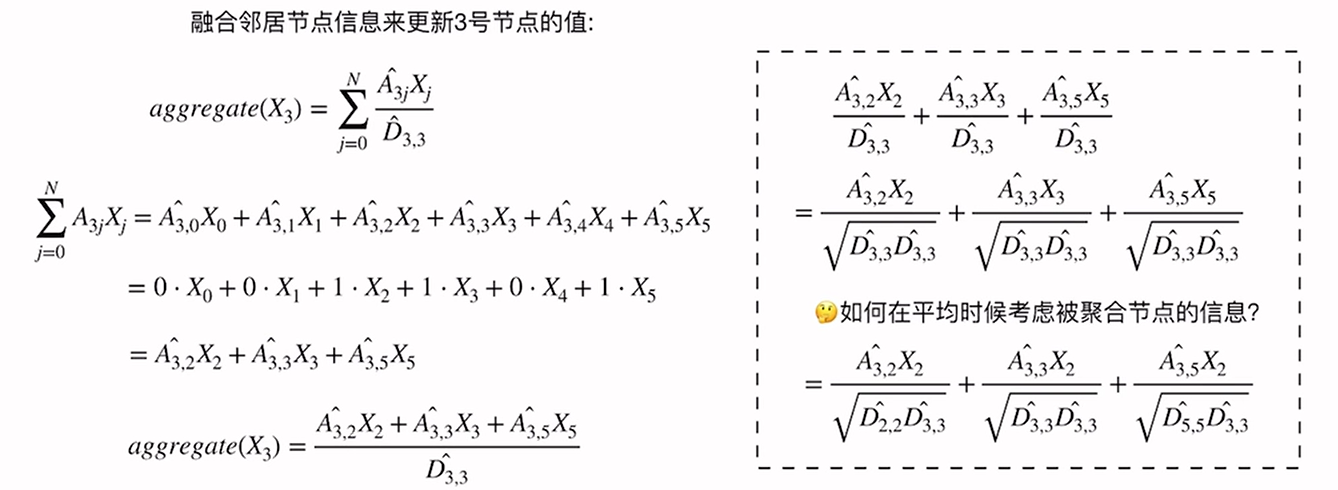 融合邻居节点信息来更新3号节点的值:
$aggregate(X_3) = \sum_{j=0}^{N} \frac{\hat{A_{3j}} X_j}{\hat{D}_{3,3}}$
$\sum_{j=0}^{N} A_{3j} X_j = \hat{A_{3,0}} X_0 + \hat{A_{3,1}} X_1 + \hat{A_{3,2}} X_2 + \hat{A_{3,3}} X_3 + \hat{A_{3,4}} X_4 + \hat{A_{3,5}} X_5$
$= 0 \cdot X_0 + 0 \cdot X_1 + 1 \cdot X_2 + 1 \cdot X_3 + 0 \cdot X_4 + 1 \cdot X_5$
$= \hat{A_{3,2}} X_2 + \hat{A_{3,3}} X_3 + \hat{A_{3,5}} X_5$
$aggregate(X_3) = \frac{\hat{A_{3,2}} X_2 + \hat{A_{3,3}} X_3 + \hat{A_{3,5}} X_5}{\hat{D_{3,3}}}$
$\frac{\hat{A_{3,2}} X_2}{\hat{D_{3,3}}} + \frac{\hat{A_{3,3}} X_3}{\hat{D_{3,3}}} + \frac{\hat{A_{3,5}} X_5}{\hat{D_{3,3}}}$
$= \frac{\hat{A_{3,2}} X_2}{\sqrt{\hat{D_{3,3}} \hat{D_{3,3}}}} + \frac{\hat{A_{3,3}} X_3}{\sqrt{\hat{D_{3,3}} \hat{D_{3,3}}}} + \frac{\hat{A_{3,5}} X_5}{\sqrt{\hat{D_{3,3}} \hat{D_{3,3}}}}$
🤔如何在平均时候考虑被聚合节点的信息?
$= \frac{\hat{A_{3,2}} X_2}{\sqrt{\hat{D_{2,2}} \hat{D_{3,3}}}} + \frac{\hat{A_{3,3}} X_2}{\sqrt{\hat{D_{3,3}} \hat{D_{3,3}}}} + \frac{\hat{A_{3,5}} X_2}{\sqrt{\hat{D_{5,5}} \hat{D_{3,3}}}}$